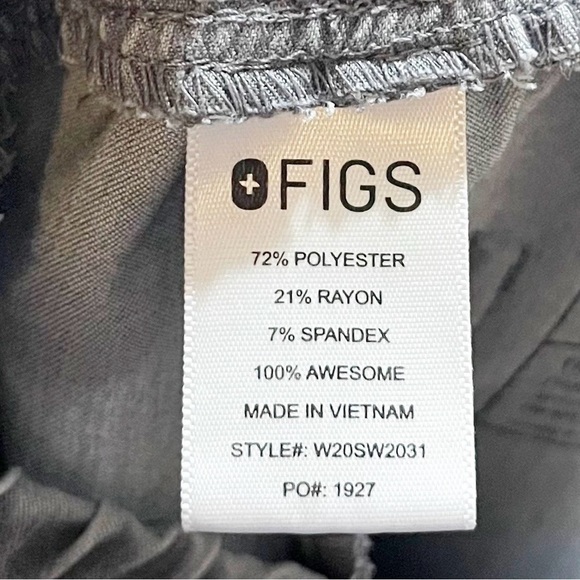 FIGS
72% POLYESTER
21% RAYON
7% SPANDEX
100% AWESOME
MADE IN VIETNAM
STYLE#: W20SW2031
PO#: 1927